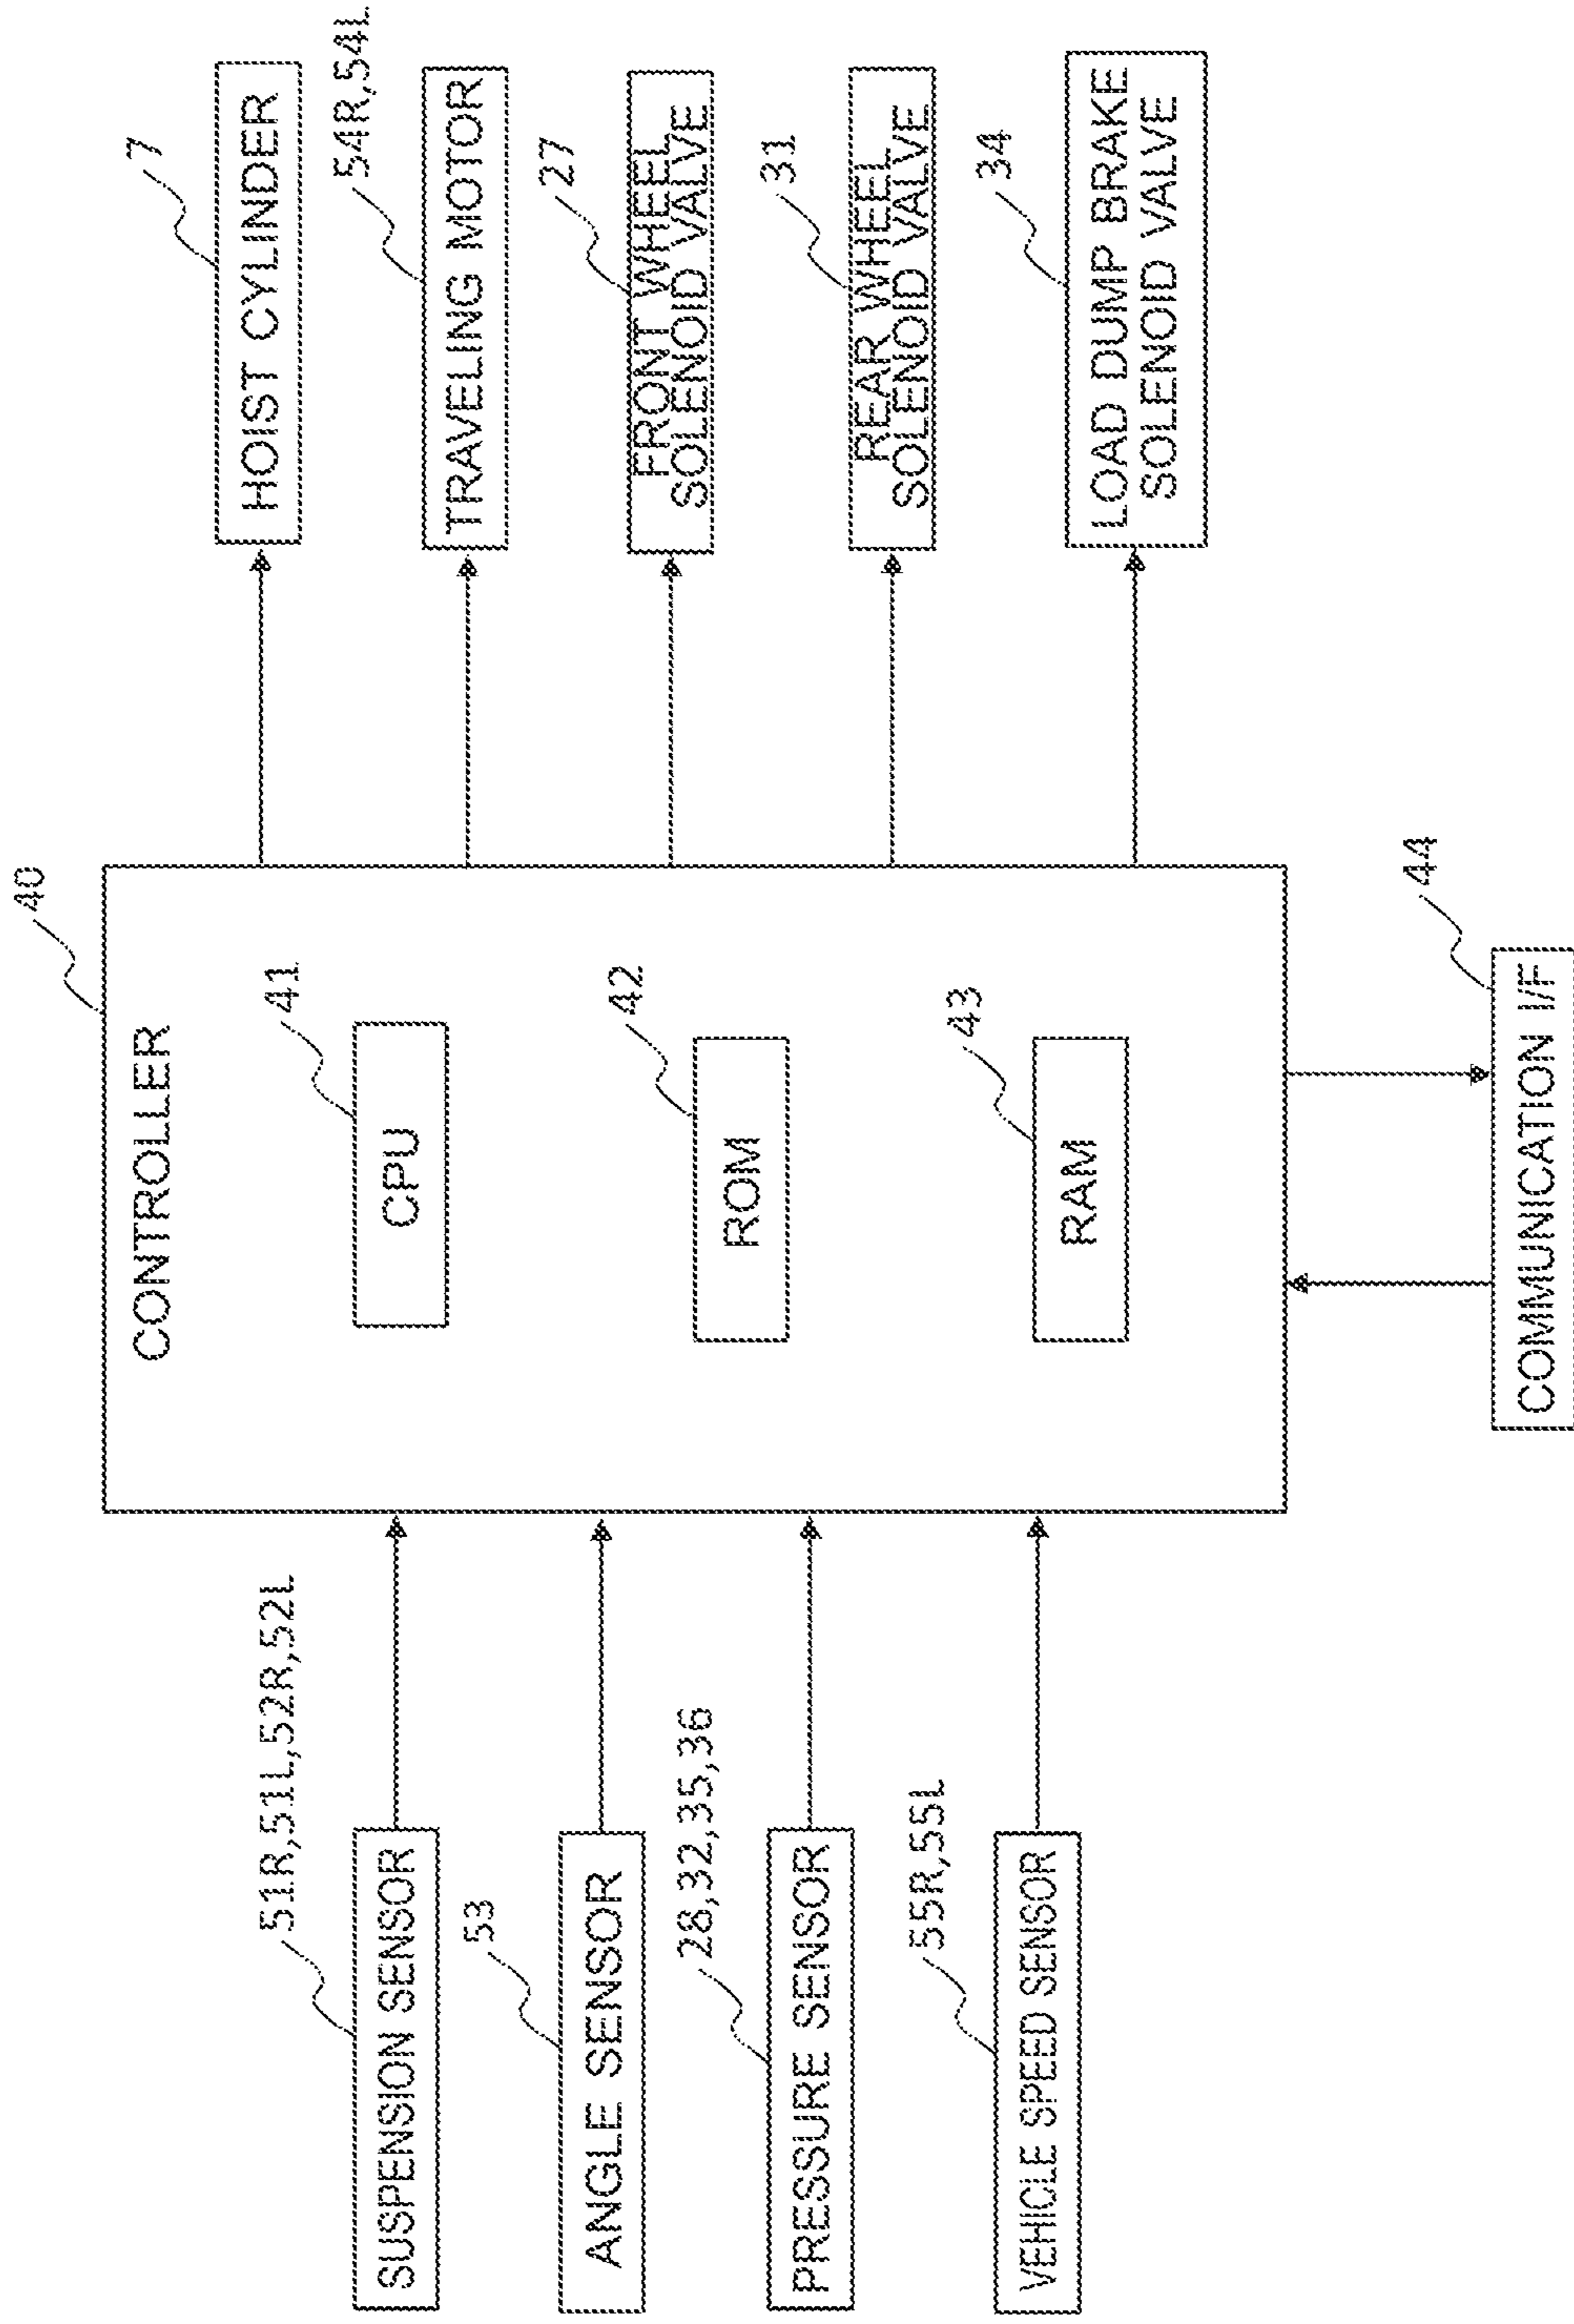 40
CONTROLLER
51R,51L,52R,52L
SUSPENSION SENSOR
53
ANGLE SENSOR
28,32,35,36
PRESSURE SENSOR
55R,55L
VEHICLE SPEED SENSOR
41
CPU
42
ROM
43
RAM
7
HOIST CYLINDER
54R,54L
TRAVELING MOTOR
27
FRONT WHEEL
SOLENOID VALVE
31
REAR WHEEL
SOLENOID VALVE
34
LOAD DUMP BRAKE
SOLENOID VALVE
44
COMMUNICATION I/F